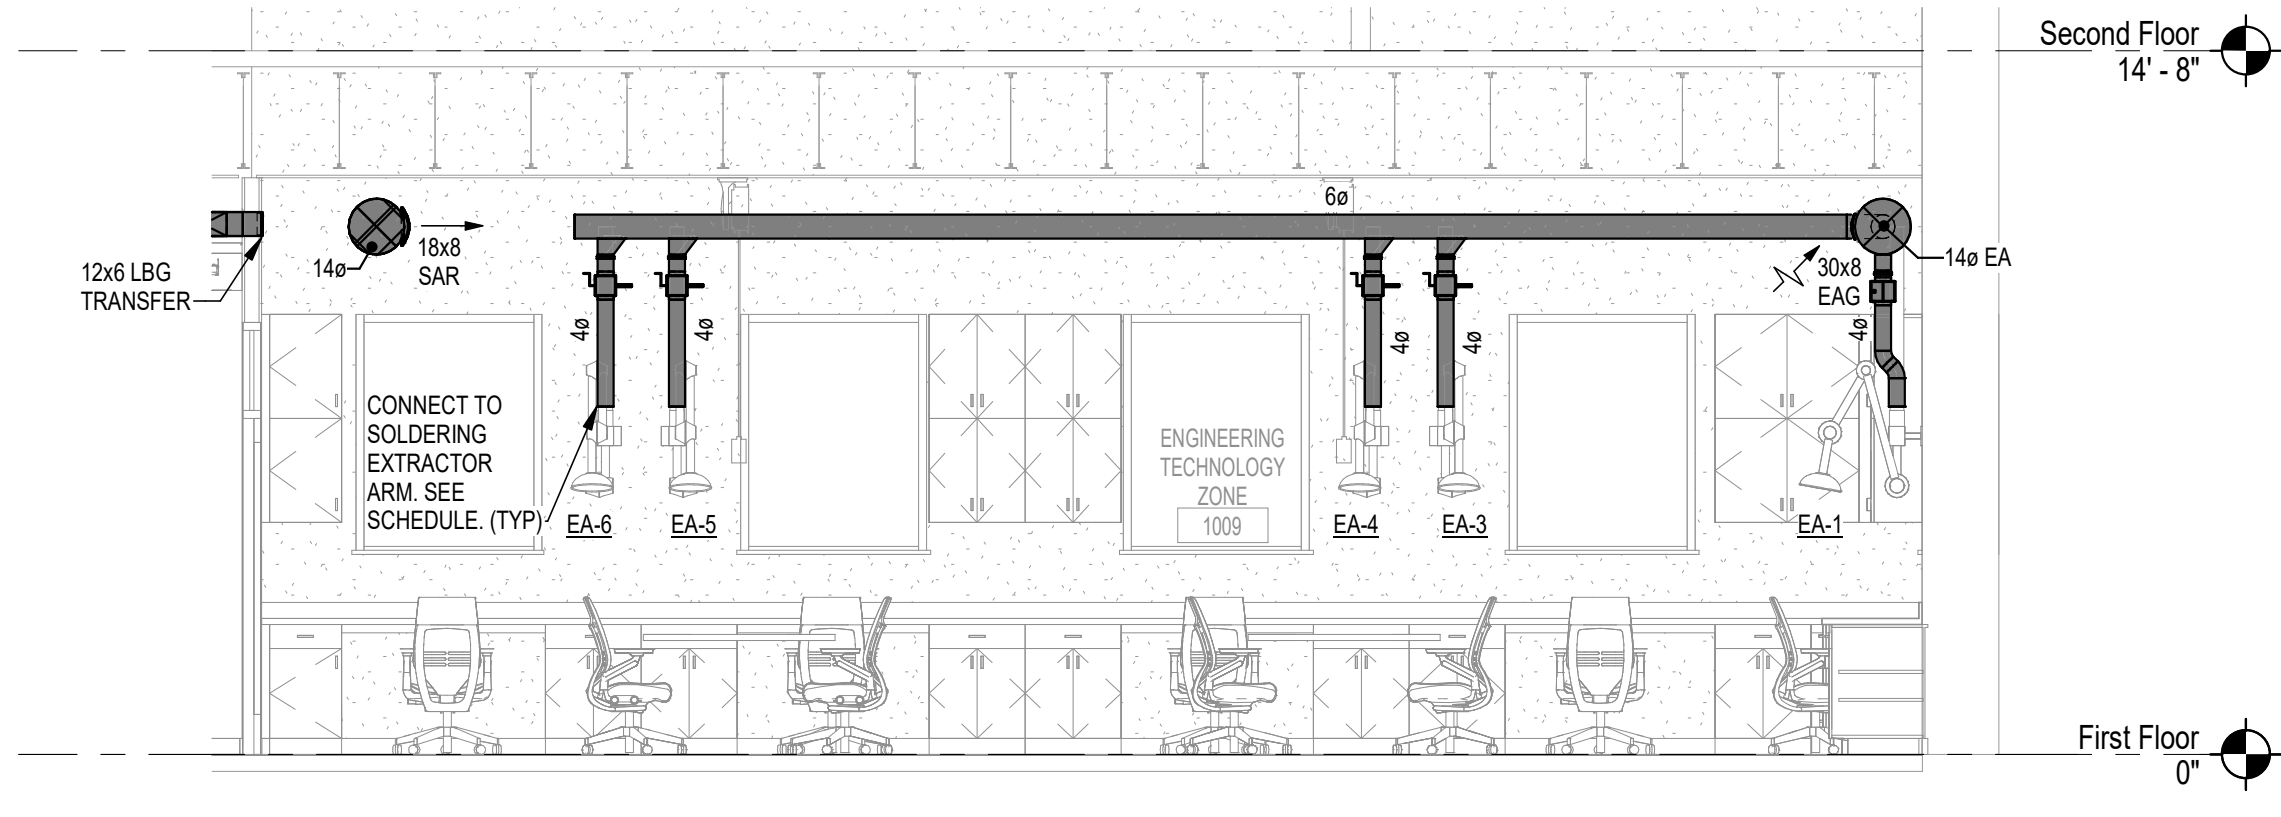 Second Floor
14' - 8"
6ø
14ø
18x8
SAR
12x6 LBG
TRANSFER
30x8
EAG
14ø EA
4ø
4ø
4ø
4ø
4ø
CONNECT TO
SOLDERING
EXTRACTOR
ARM. SEE
SCHEDULE. (TYP)
EA-6
EA-5
ENGINEERING
TECHNOLOGY
ZONE
1009
EA-4
EA-3
EA-1
First Floor
0"